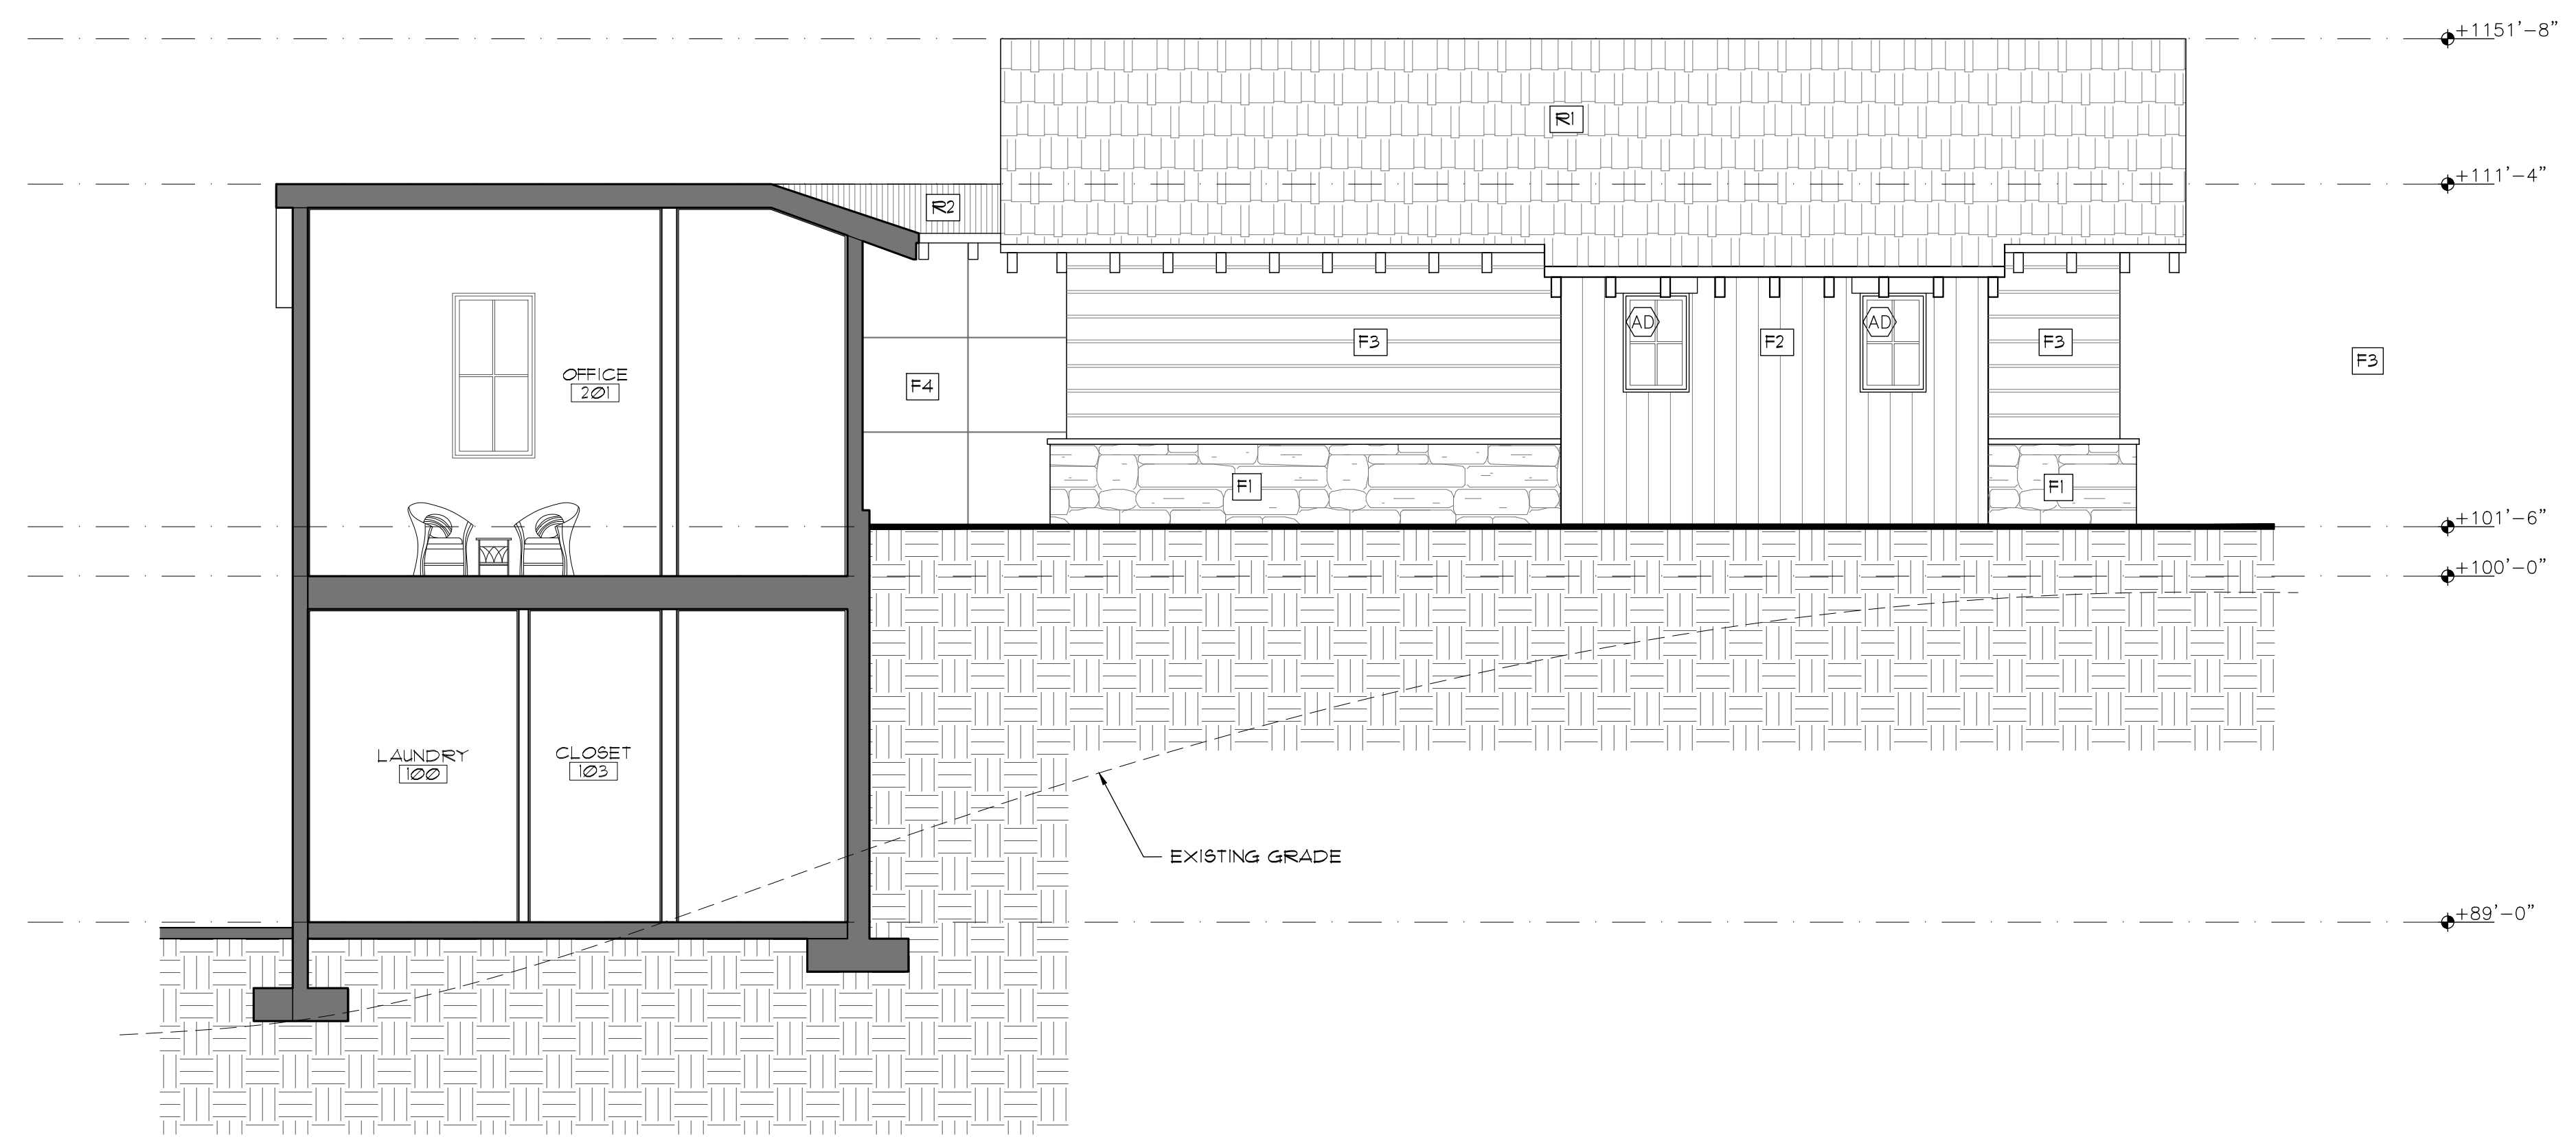 +1151'-8"
R1
+111'-4"
R2
AD
AD
F3
F2
F3
F3
OFFICE
201
F4
F1
F1
+101'-6"
+100'-0"
LAUNDRY
100
CLOSET
103
EXISTING GRADE
+89'-0"